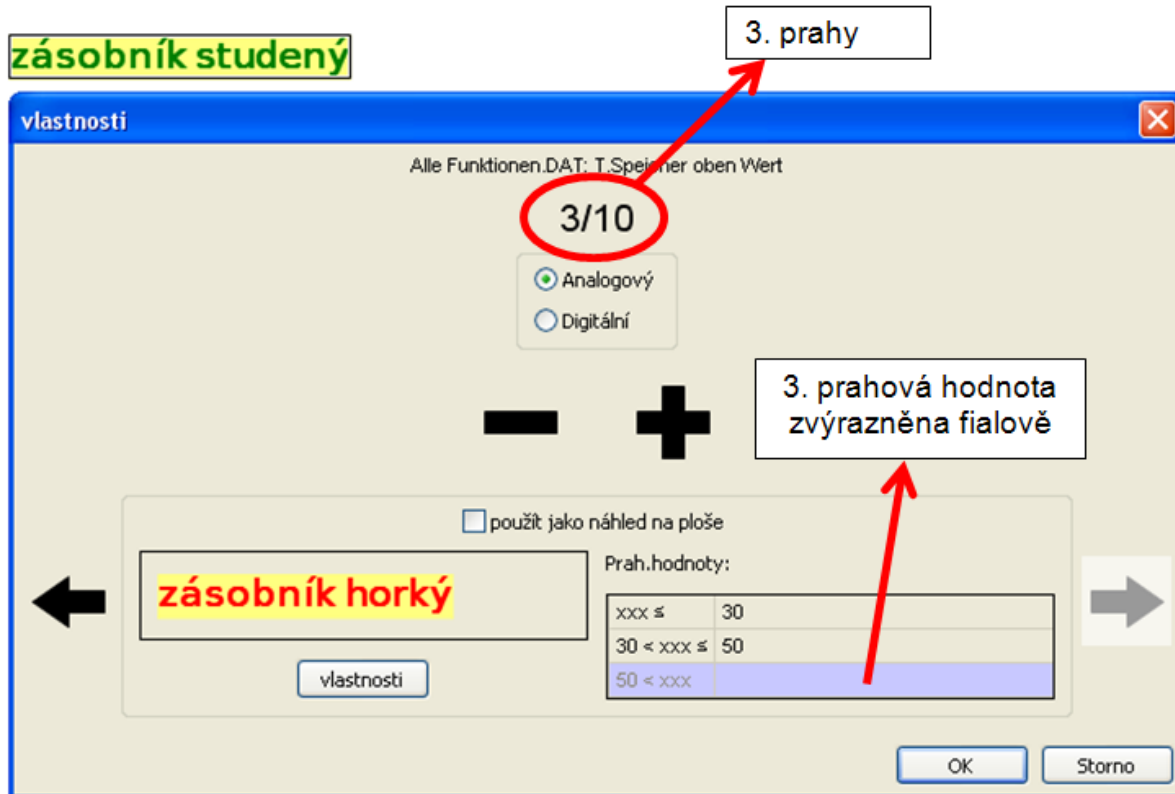 3. prahy
zásobník studený
vlastnosti
Alle Funktionen.DAT: T.Speicher oben Wert
3/10
Analogový
Digitální
3. prahová hodnota
zvýrazněna fialově
použít jako náhled na ploše
zásobník horký
Prah.hodnoty:
xxx ≤ 30
30 < xxx ≤ 50
50 < xxx
vlastnosti
OK Storno